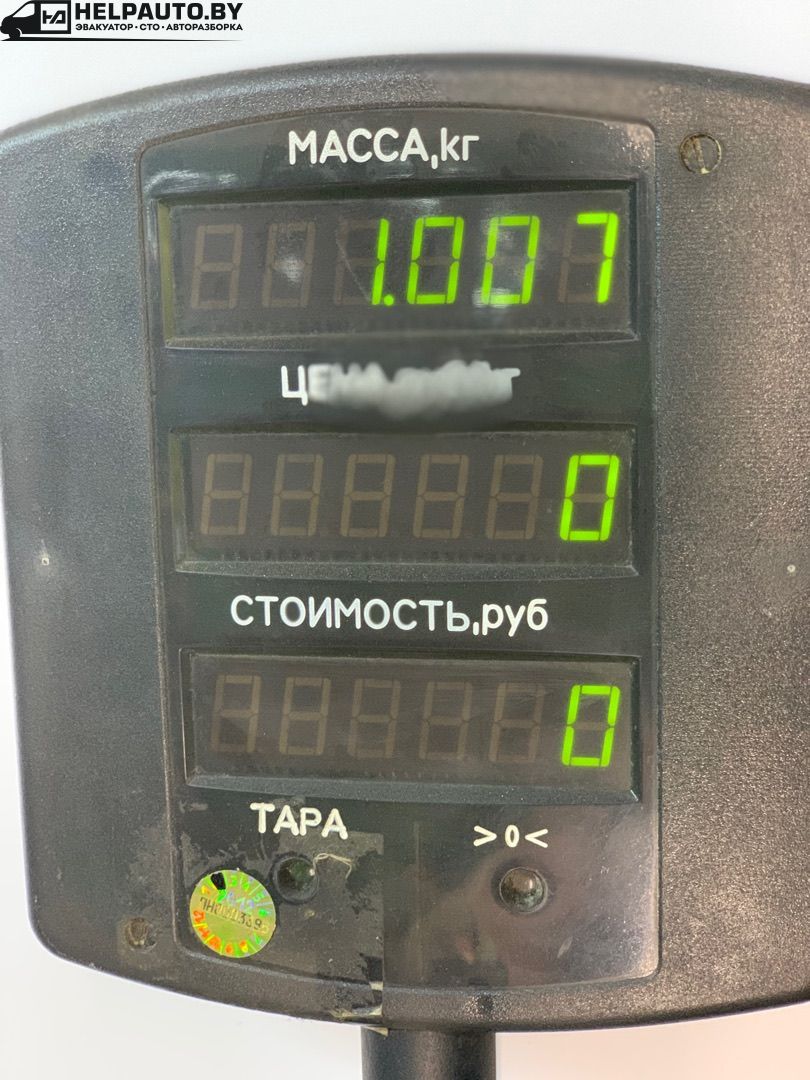 HELPAUTO.BY
ЭВАКУАТОР · СТО · АВТОРАЗБОРКА
МАССА,кг
1.007
0
СТОИМОСТЬ,руб
0
ТАРА >0<